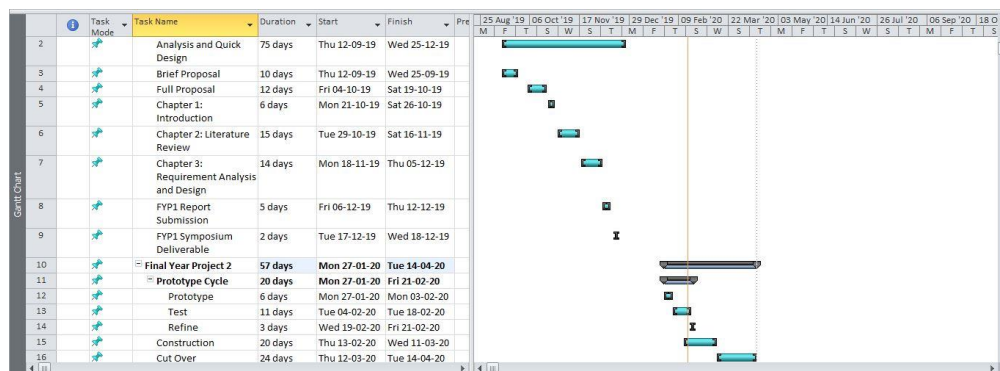 Task Mode Task Name Duration Start Finish Pre 25 Aug '19 06 Oct '19 17 Nov '19 29 Dec '19 09 Feb '20 22 Mar '20 03 May '20 14 Jun '20 26 Jul '20 06 Sep '20 18 O
M F T S W S T M F T S W S T M F T S W S T M F T S
2 Analysis and Quick Design 75 days Thu 12-09-19 Wed 25-12-19
3 Brief Proposal 10 days Thu 12-09-19 Wed 25-09-19
4 Full Proposal 12 days Fri 04-10-19 Sat 19-10-19
5 Chapter 1: Introduction 6 days Mon 21-10-19 Sat 26-10-19
6 Chapter 2: Literature Review 15 days Tue 29-10-19 Sat 16-11-19
7 Chapter 3: Requirement Analysis and Design 14 days Mon 18-11-19 Thu 05-12-19
8 FYP1 Report Submission 5 days Fri 06-12-19 Thu 12-12-19
9 FYP1 Symposium Deliverable 2 days Tue 17-12-19 Wed 18-12-19
10 Final Year Project 2 57 days Mon 27-01-20 Tue 14-04-20
11 Prototype Cycle 20 days Mon 27-01-20 Fri 21-02-20
12 Prototype 6 days Mon 27-01-20 Mon 03-02-20
13 Test 11 days Tue 04-02-20 Tue 18-02-20
14 Refine 3 days Wed 19-02-20 Fri 21-02-20
15 Construction 20 days Thu 13-02-20 Wed 11-03-20
16 Cut Over 24 days Thu 12-03-20 Tue 14-04-20
Gantt Chart